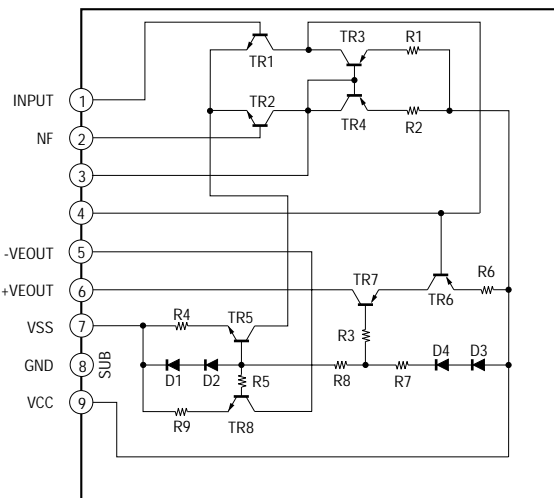 TR3
R1
TR1
INPUT 1
TR2
TR4
R2
NF 2
3
4
-VEOUT 5
+VEOUT 6
TR7
R6
TR6
VSS 7
R4
TR5
R3
D4
D3
GND 8
SUB
D1
D2
R5
R8
R7
VCC 9
R9
TR8